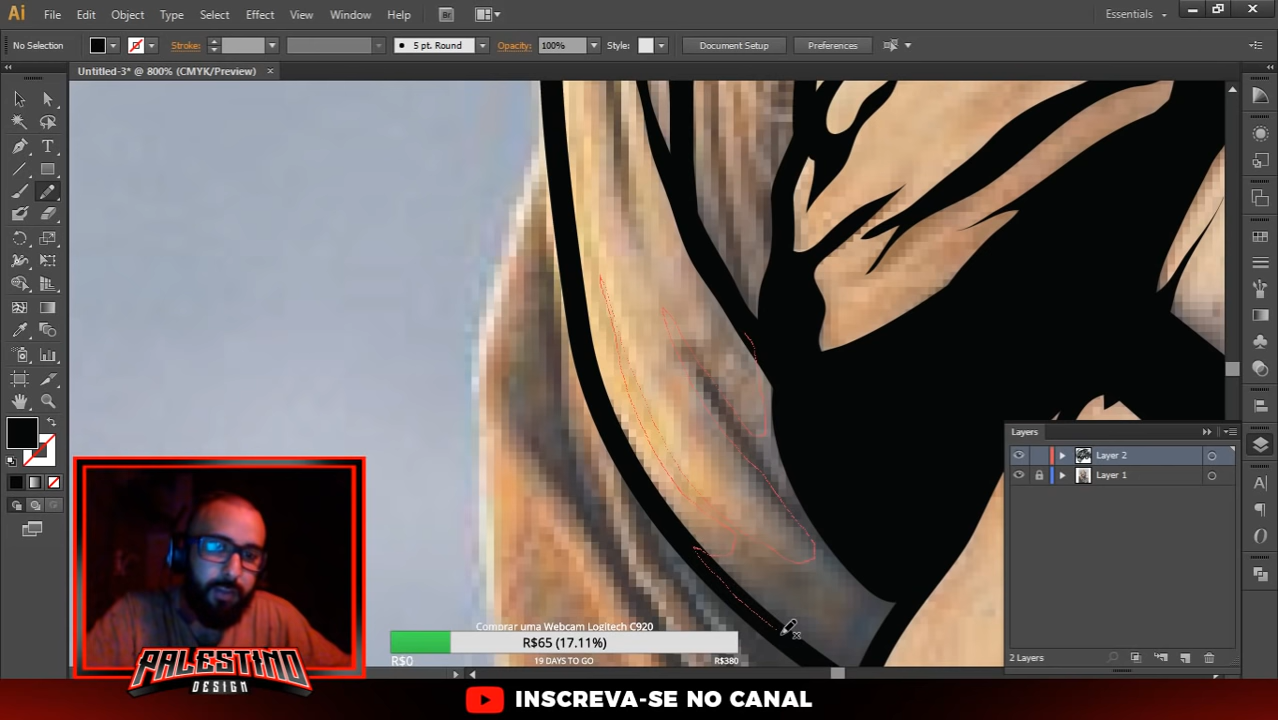 Ai File Edit Object Type Select Effect View Window Help Br Essentials
No Selection Stroke: 5 pt. Round Opacity: 100% Style: Document Setup Preferences
Untitled-3* @ 800% (CMYK/Preview)
Layers
Layer 2
Layer 1
2 Layers
Comprar uma Webcam Logitech C920
R$65 (17.11%)
R$0 19 DAYS TO GO R$380
PALESTINO
DESIGN
INSCREVA-SE NO CANAL